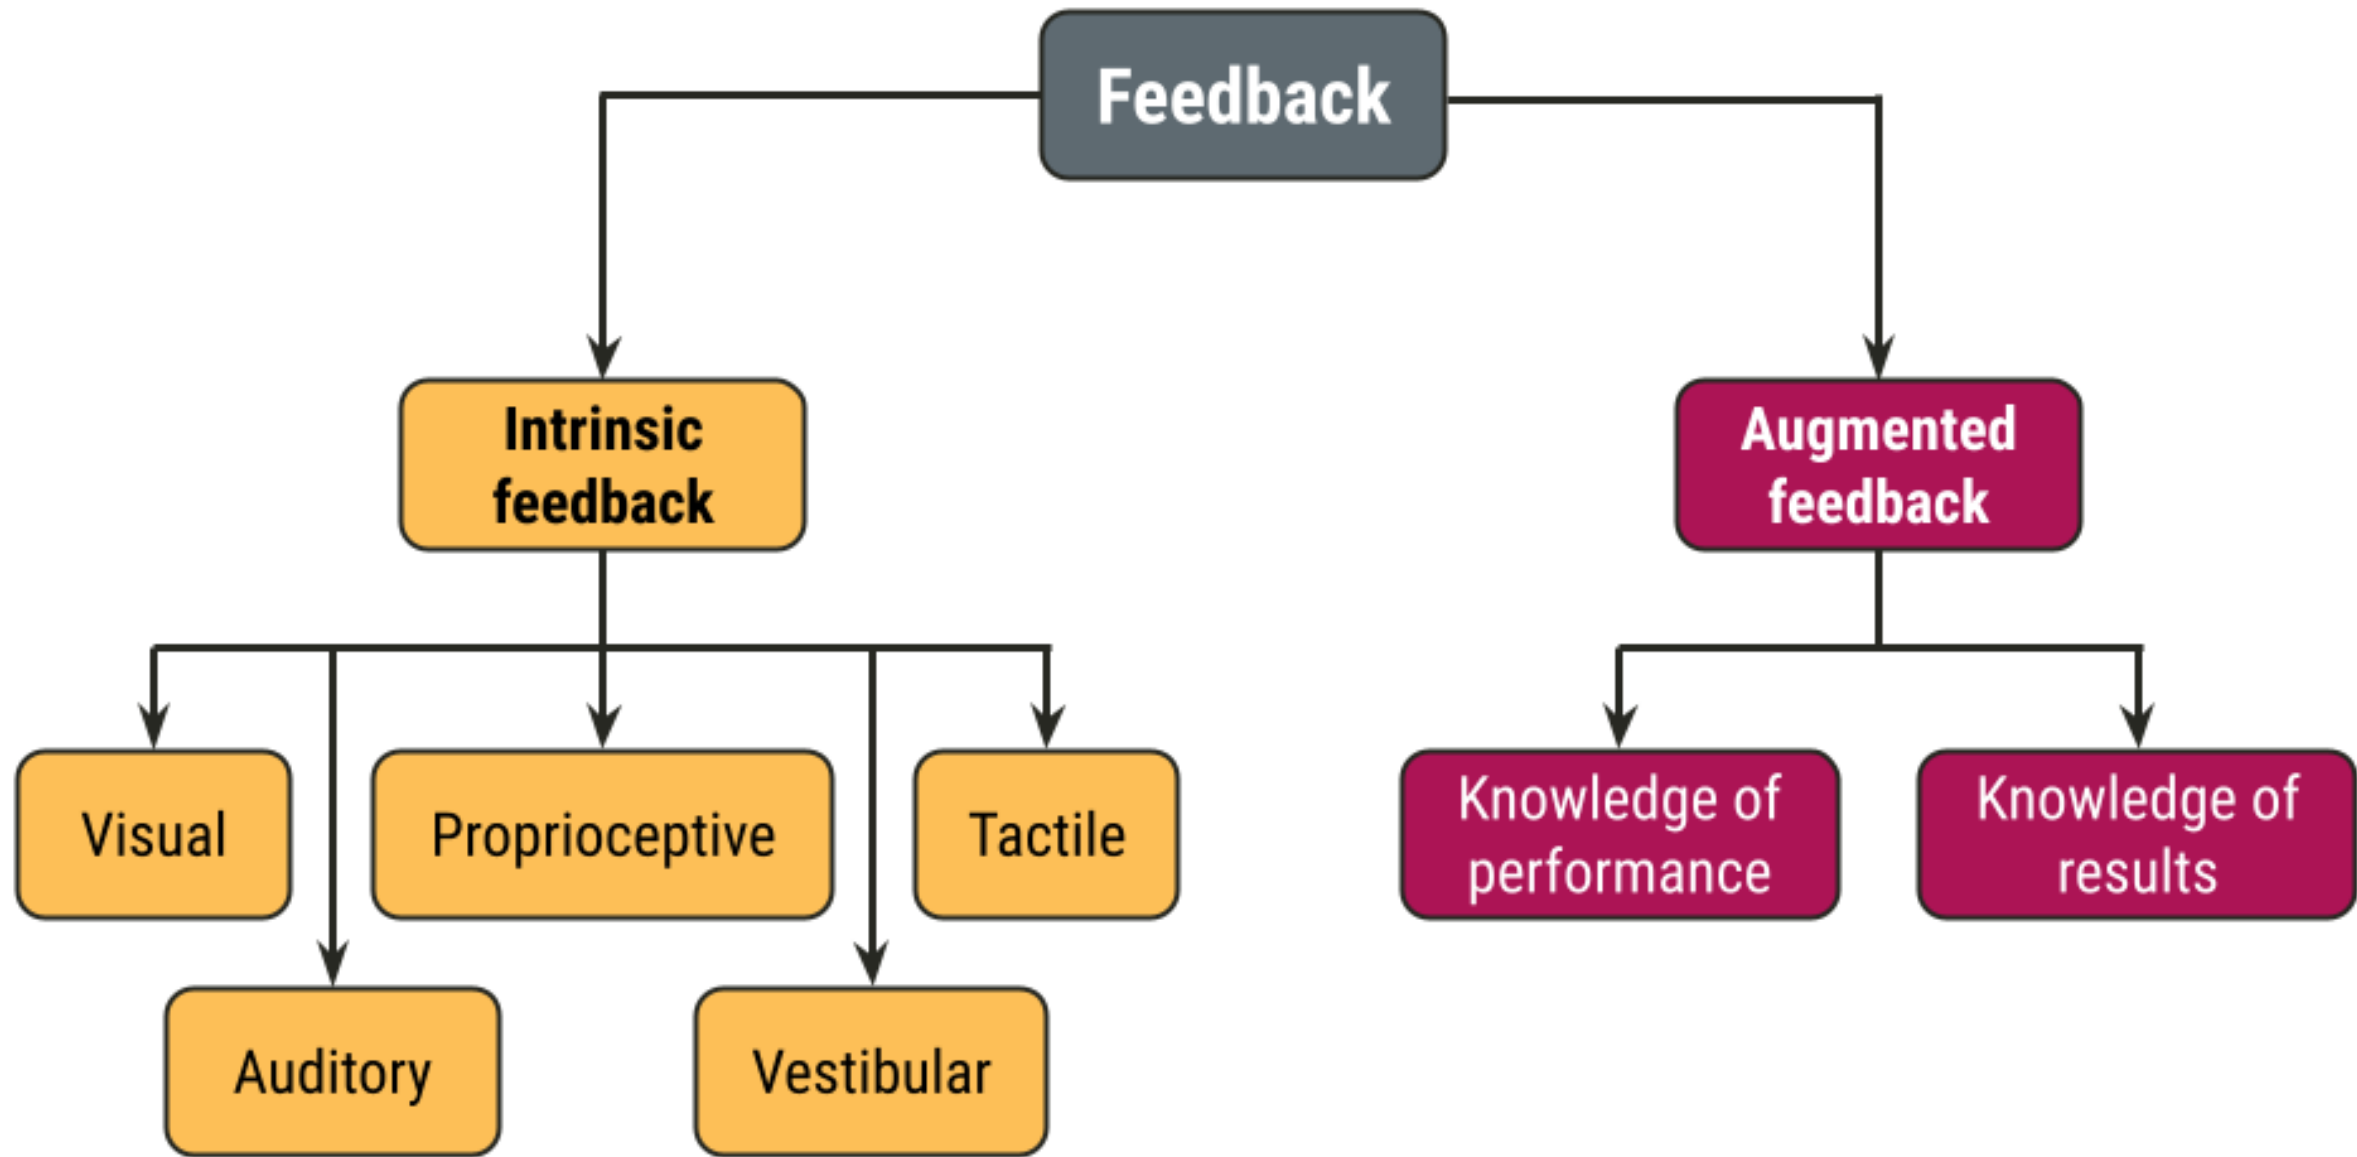 Feedback
Intrinsic
feedback
Augmented
feedback
Visual
Proprioceptive
Tactile
Knowledge of
performance
Knowledge of
results
Auditory
Vestibular